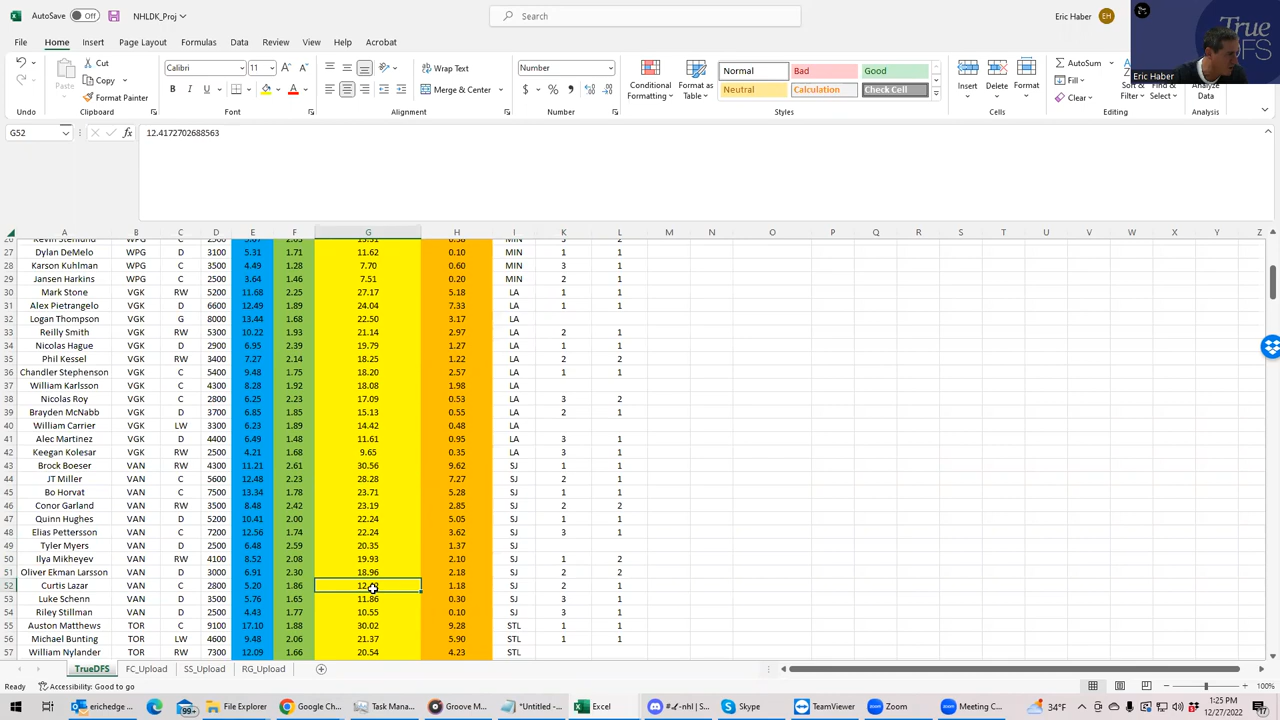 AutoSave Off NHLDK_Proj Search Eric Haber EH True DFS
File Home Insert Page Layout Formulas Data Review View Help Acrobat Eric Haber
Cut Calibri 11 Wrap Text Number Normal Bad Good AutoSum
Paste Copy Conditional Format as Insert Delete Format Fill Sort & Find & Analyze
Format Painter B I U Merge & Center $ % Formatting Table Neutral Calculation Check Cell Clear Filter Select Data
Undo Clipboard Font Alignment Number Styles Cells Editing Analysis
G52 fx 12.4172702688563
A B C D E F G H I K L M N O P Q R S T U V W X Y Z
27 Dylan DeMelo WPG D 3100 5.31 1.71 11.62 0.10 MIN 1 1
28 Karson Kuhlman WPG C 3500 4.49 1.28 7.70 0.60 MIN 3 1
29 Jansen Harkins WPG C 2500 3.64 1.46 7.51 0.20 MIN 2 1
30 Mark Stone VGK RW 5200 11.68 2.25 27.17 5.18 LA 1 1
31 Alex Pietrangelo VGK D 6600 12.49 1.89 24.04 7.33 LA 1 1
32 Logan Thompson VGK G 8000 13.44 1.68 22.50 3.17 LA
33 Reilly Smith VGK RW 5300 10.22 1.93 21.14 2.97 LA 2 1
34 Nicolas Hague VGK D 2900 6.95 2.39 19.79 1.27 LA 1 1
35 Phil Kessel VGK RW 3400 7.27 2.14 18.25 1.22 LA 2 2
36 Chandler Stephenson VGK C 5400 9.48 1.75 18.20 2.57 LA 1 1
37 William Karlsson VGK C 4300 8.28 1.92 18.08 1.98 LA
38 Nicolas Roy VGK C 2800 6.25 2.23 17.09 0.53 LA 3 2
39 Brayden McNabb VGK D 3700 6.85 1.85 15.13 0.55 LA 2 1
40 William Carrier VGK LW 3300 6.23 1.89 14.42 0.48 LA
41 Alec Martinez VGK D 4400 6.49 1.48 11.61 0.95 LA 3 1
42 Keegan Kolesar VGK RW 2500 4.21 1.68 9.65 0.35 LA 3 1
43 Brock Boeser VAN RW 4300 11.21 2.61 30.56 9.62 SJ 1 1
44 JT Miller VAN C 5600 12.48 2.23 28.28 7.27 SJ 2 1
45 Bo Horvat VAN C 7500 13.34 1.78 23.71 5.28 SJ 1 1
46 Conor Garland VAN RW 3500 8.48 2.42 23.19 2.85 SJ 2 2
47 Quinn Hughes VAN D 5200 10.41 2.00 22.24 5.05 SJ 1 1
48 Elias Pettersson VAN C 7200 12.56 1.74 22.24 3.62 SJ 3 1
49 Tyler Myers VAN D 2500 6.48 2.59 20.35 1.37 SJ
50 Ilya Mikheyev VAN RW 4100 8.52 2.08 19.93 2.10 SJ 1 2
51 Oliver Ekman Larsson VAN D 3000 6.91 2.30 18.96 2.18 SJ 2 2
52 Curtis Lazar VAN C 2800 5.20 1.86 1.18 SJ 2 1
53 Luke Schenn VAN D 3500 5.76 1.65 11.86 0.30 SJ 3 1
54 Riley Stillman VAN D 2500 4.43 1.77 10.55 0.10 SJ 3 1
55 Auston Matthews TOR C 9100 17.10 1.88 30.02 9.28 STL 1 1
56 Michael Bunting TOR LW 4600 9.48 2.06 21.37 5.90 STL 1 1
57 William Nylander TOR RW 12.09 1.66 20.54 4.23 STL
TrueDFS FC_Upload SS_Upload RG_Upload
Ready Accessibility: Good to go 100%
erichedge ... 99+ File Explorer Google Ch... Task Mana... Groove M... *Untitled - ... Excel #🏒-nhl | S... Skype TeamViewer Zoom Meeting C... 34°F 1:25 PM
12/27/2022 17